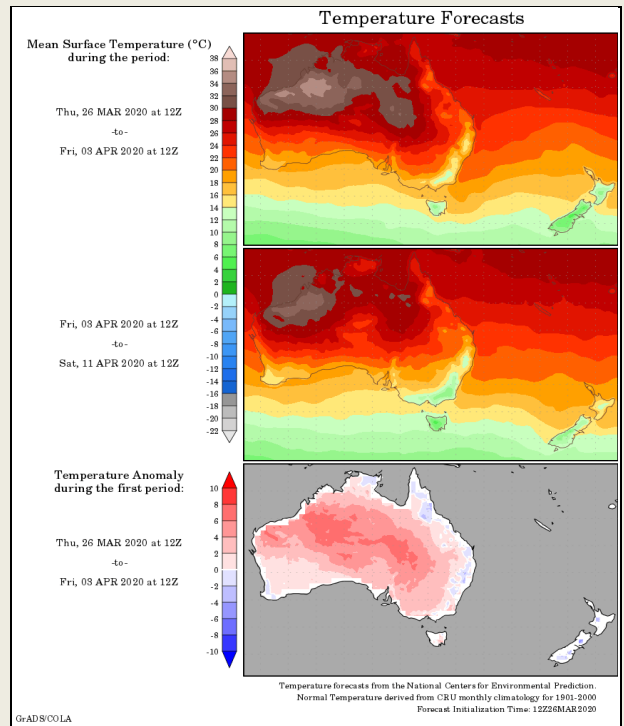 Temperature Forecasts
Mean Surface Temperature (°C)
during the period:
Thu, 26 MAR 2020 at 12Z
-to-
Fri, 03 APR 2020 at 12Z
38
36
34
32
30
28
26
24
22
20
18
16
14
12
10
8
6
4
2
0
-2
-4
-6
-8
-10
-12
-14
-16
-17
-20
-22
Fri, 03 APR 2020 at 12Z
-to-
Sat, 11 APR 2020 at 12Z
Temperature Anomaly
during the first period:
Thu, 26 MAR 2020 at 12Z
-to-
Fri, 03 APR 2020 at 12Z
10
8
6
4
2
0
-2
-4
-6
-8
-10
Temperature forecasts from the National Centers for Environmental Prediction.
Normal Temperature derived from CRU monthly climatology for 1901-2000
Forecast Initialization Time: 12Z26MAR2020
GrADS/COLA